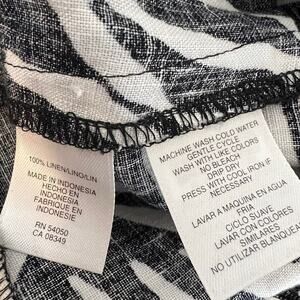 100% LINEN/LINO/LIN
MADE IN INDONESIA
HECHO EN
INDONESIA
FABRIQUE EN
INDONESIE
RN 54050
CA 08349
MACHINE WASH COLD WATER
GENTLE CYCLE
WASH WITH LIKE COLORS
NO BLEACH
DRIP DRY
PRESS WITH COOL IRON IF
NECESSARY
LAVAR A MAQUINA EN AGUA
FRIA
CICLO SUAVE
LAVAR CON COLORES
SIMILARES
NO UTILIZAR BLANQUEA